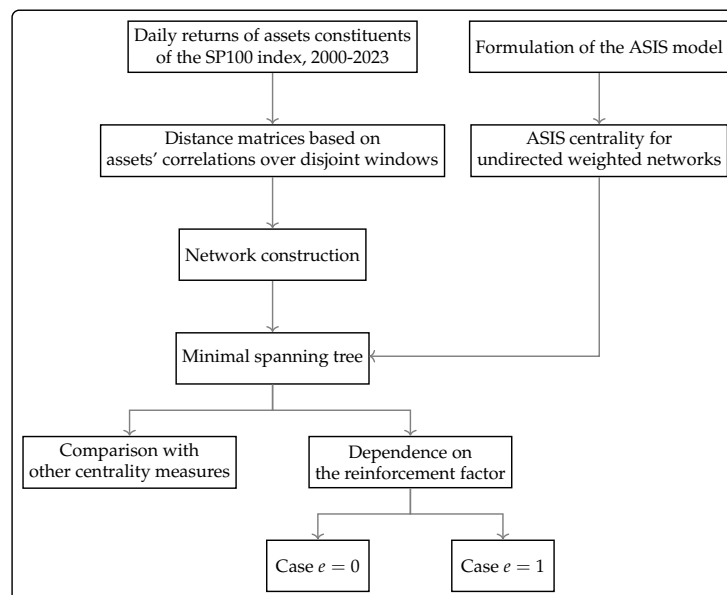 Daily returns of assets constituents
of the SP100 index, 2000-2023
Formulation of the ASIS model
Distance matrices based on
assets’ correlations over disjoint windows
ASIS centrality for
undirected weighted networks
Network construction
Minimal spanning tree
Comparison with
other centrality measures
Dependence on
the reinforcement factor
Case e = 0
Case e = 1